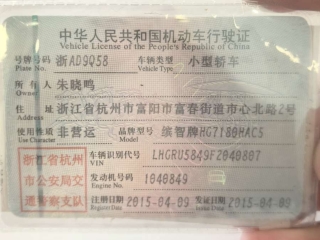 中华人民共和国机动车行驶证
Vehicle License of the People's Republic of China
号牌号码 浙AD9Q58 车辆类型 小型轿车
Plate No. Vehicle Type
所有人 朱晓鸣
Owner
住址 浙江省杭州市富阳市富春街道市心北路2号
Address
使用性质 非营运 品牌型号 缤智牌HG7180HAC5
Use Character Model
浙江省杭州市公安局交通警察支队
车辆识别代号 LHGRU5849F2040807
VIN
发动机号码 1040849
Engine No.
注册日期 2015-04-09 发证日期 2015-04-09
Register Date Issue Date